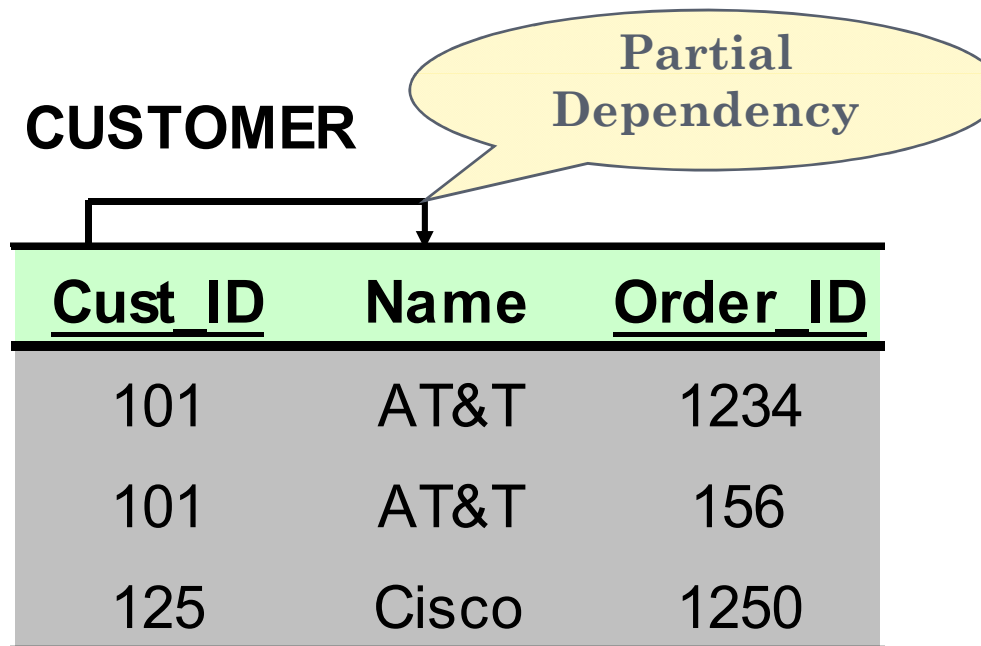 Partial
Dependency
CUSTOMER
Cust_ID Name Order_ID
101 AT&T 1234
101 AT&T 156
125 Cisco 1250